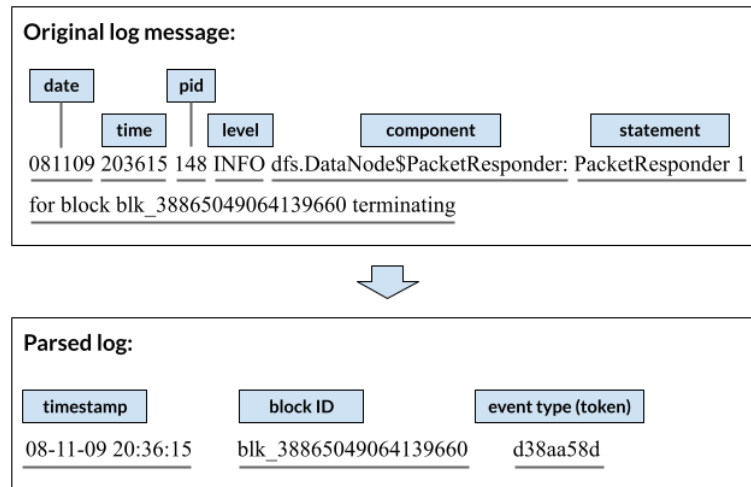 Original log message:
date pid
time level component statement
081109 203615 148 INFO dfs.DataNode$PacketResponder: PacketResponder 1
for block blk_38865049064139660 terminating
Parsed log:
timestamp block ID event type (token)
08-11-09 20:36:15 blk_38865049064139660 d38aa58d